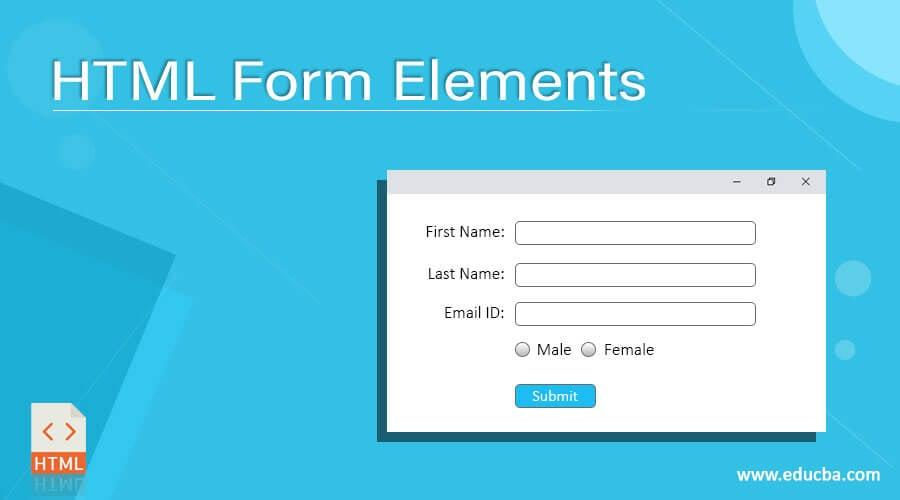 HTML Form Elements
First Name:
Last Name:
Email ID:
Male Female
Submit
HTML
www.educba.com